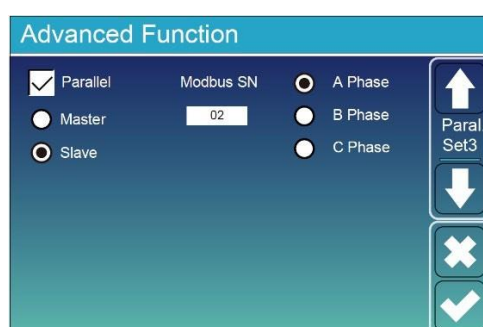 Advanced Function
Parallel
Modbus SN
A Phase
Master
02
B Phase
Slave
C Phase
Paral
Set3